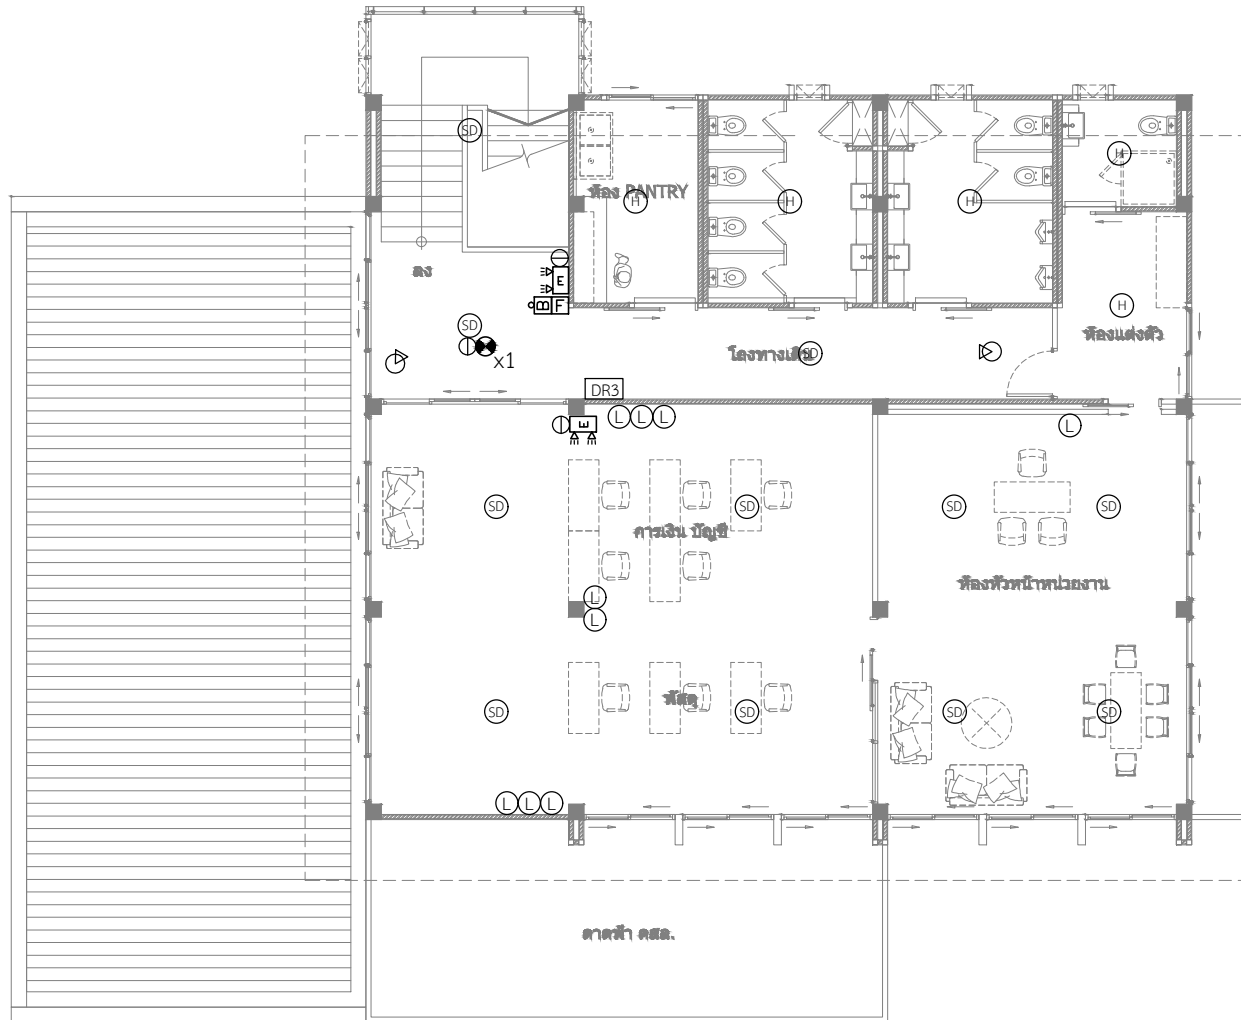 SD
ห้อง PANTRY
H
H
H
H
ลง
E
B F
SD
x1
โถงทางเดิน
SD
H
ห้องแต่งตัว
DR3
L L L
L
E
SD
SD
SD
SD
การเงิน บัญชี
ห้องหัวหน้าหน่วยงาน
L
L
SD
พัสดุ
SD
SD
SD
L L L
ดาดฟ้า คสล.